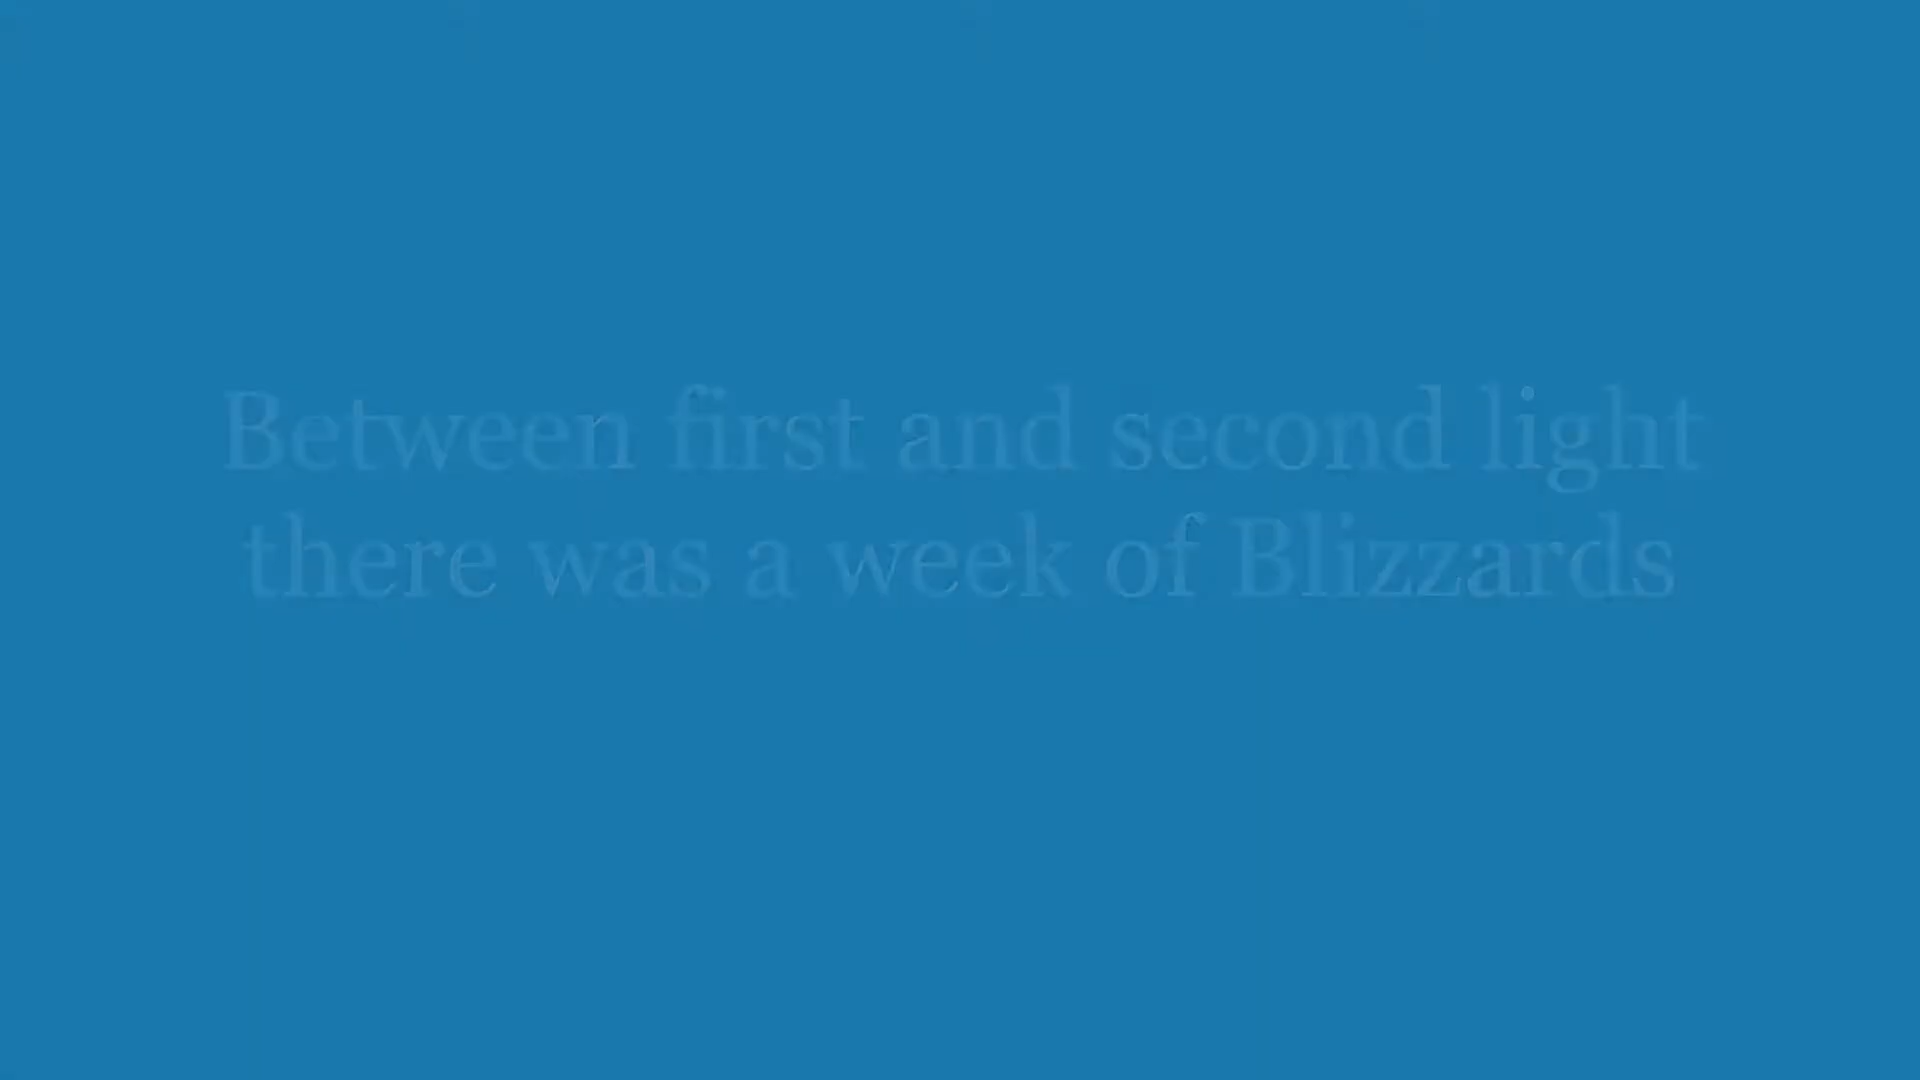 Between first and second light
there was a week of Blizzards